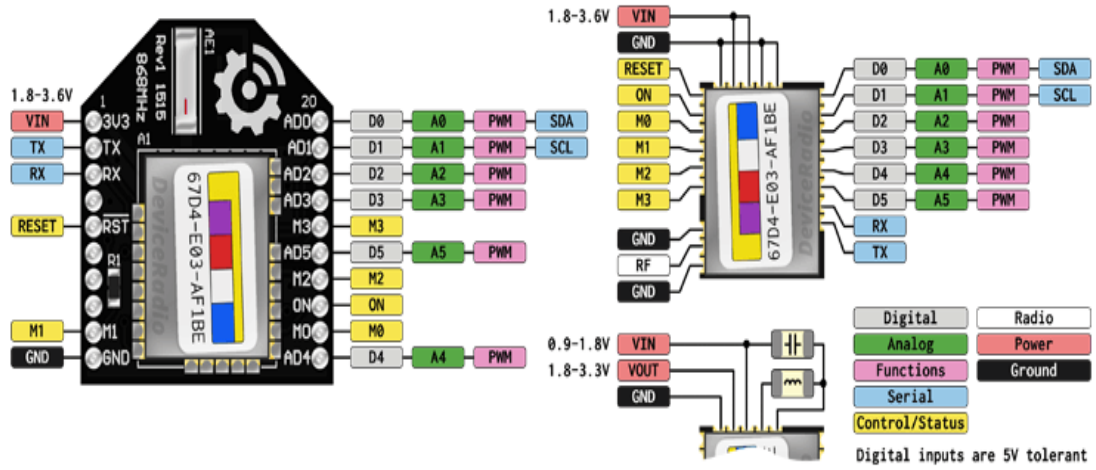 1.8-3.6V
VIN
TX
RX
RESET
M1
GND
Rev1 1515
868MHz
AE1
1
20
3V3
TX
RX
RST
R1
M1
GND
A1
DeviceRadio
67D4-E03-AF1BE
AD0
AD1
AD2
AD3
M3
AD5
M2
ON
M0
AD4
D0 A0 PWM SDA
D1 A1 PWM SCL
D2 A2 PWM
D3 A3 PWM
M3
D5 A5 PWM
M2
ON
M0
D4 A4 PWM
1.8-3.6V VIN
GND
RESET
ON
M0
M1
M2
M3
GND
RF
GND
67D4-E03-AF1BE
DeviceRadio
D0 A0 PWM SDA
D1 A1 PWM SCL
D2 A2 PWM
D3 A3 PWM
D4 A4 PWM
D5 A5 PWM
RX
TX
0.9-1.8V VIN
1.8-3.3V VOUT
GND
Digital Radio
Analog Power
Functions Ground
Serial
Control/Status
Digital inputs are 5V tolerant